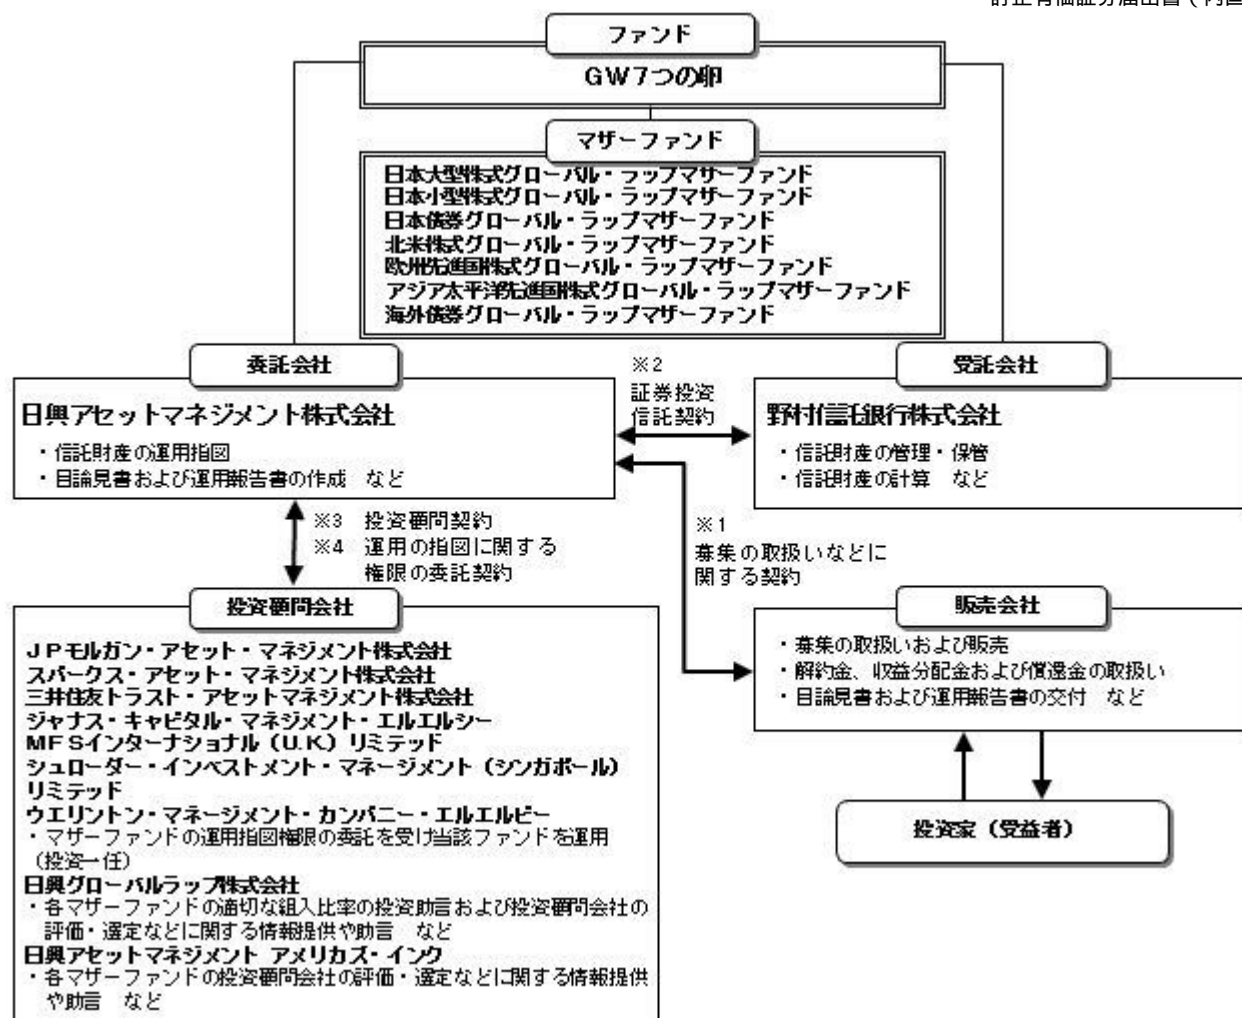 ファンド
GW7つの卵
マザーファンド
日本大型株式グローバル・ラップマザーファンド
日本小型株式グローバル・ラップマザーファンド
日本債券グローバル・ラップマザーファンド
北米株式グローバル・ラップマザーファンド
欧州先進国株式グローバル・ラップマザーファンド
アジア太平洋先進国株式グローバル・ラップマザーファンド
海外債券グローバル・ラップマザーファンド
委託会社
日興アセットマネジメント株式会社
・信託財産の運用指図
・目論見書および運用報告書の作成 など
※2
証券投資
信託契約
受託会社
野村信託銀行株式会社
・信託財産の管理・保管
・信託財産の計算 など
※3 投資顧問契約
※4 運用の指図に関する
権限の委託契約
※1
募集の取扱いなどに
関する契約
投資顧問会社
JPモルガン・アセット・マネジメント株式会社
スパークス・アセット・マネジメント株式会社
三井住友トラスト・アセットマネジメント株式会社
ジャナス・キャピタル・マネジメント・エルエルシー
MFSインターナショナル(U.K.)リミテッド
シュローダー・インベストメント・マネージメント(シンガポール)
リミテッド
ウエリントン・マネージメント・カンパニー・エルエルピー
・マザーファンドの運用指図権限の委託を受け当該ファンドを運用
(投資一任)
日興グローバルラップ株式会社
・各マザーファンドの適切な組入比率の投資助言および投資顧問会社の
評価・選定などに関する情報提供や助言 など
日興アセットマネジメント アメリカズ・インク
・各マザーファンドの投資顧問会社の評価・選定などに関する情報提供
や助言 など
販売会社
・募集の取扱いおよび販売
・解約金、収益分配金および償還金の取扱い
・目論見書および運用報告書の交付 など
投資家(受益者)